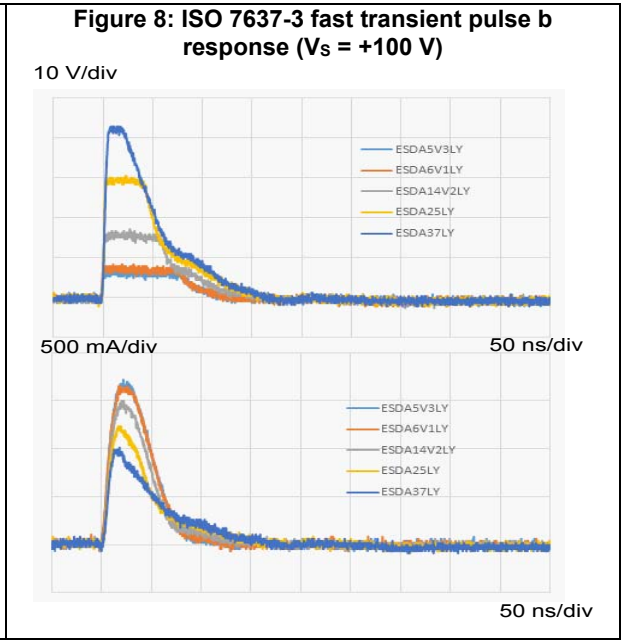 Figure 8: ISO 7637-3 fast transient pulse b
response (VS = +100 V)
10 V/div
ESDA5V3LY
ESDA6V1LY
ESDA14V2LY
ESDA25LY
ESDA37LY
500 mA/div
50 ns/div
ESDA5V3LY
ESDA6V1LY
ESDA14V2LY
ESDA25LY
ESDA37LY
50 ns/div